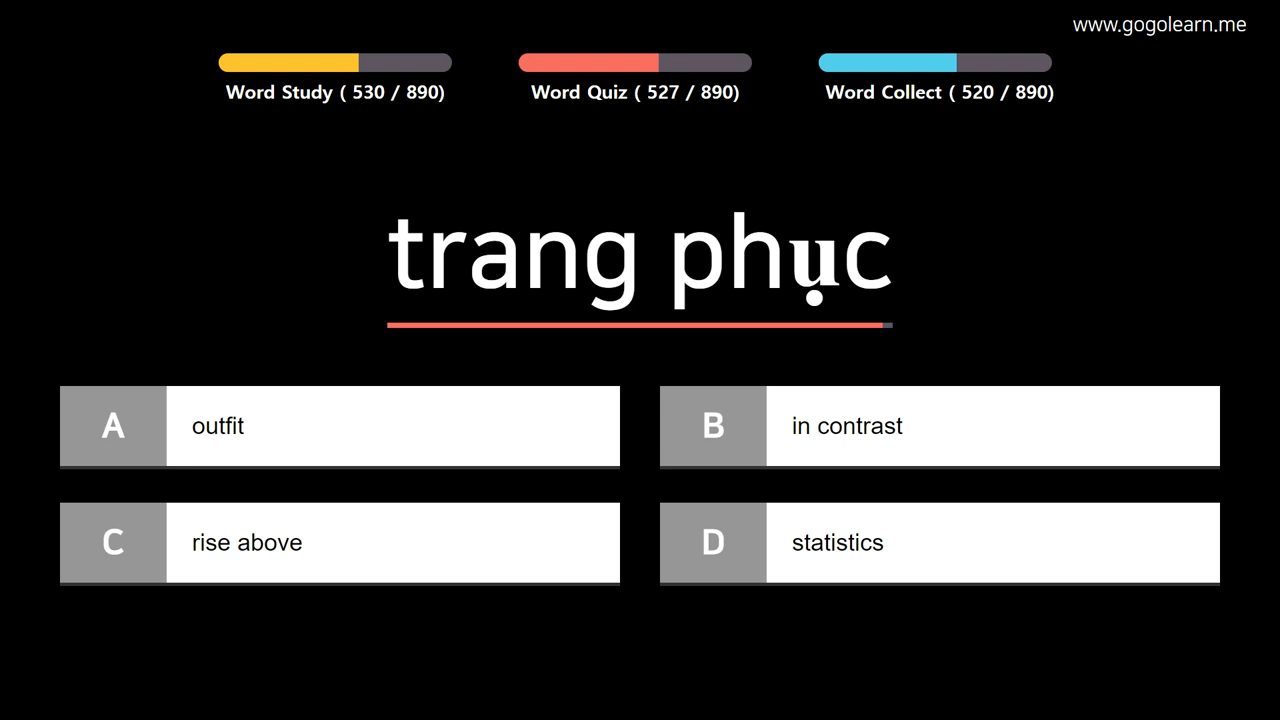 www.gogolearn.me
Word Study ( 530 / 890)
Word Quiz ( 527 / 890)
Word Collect ( 520 / 890)
trang phục
A outfit
B in contrast
C rise above
D statistics